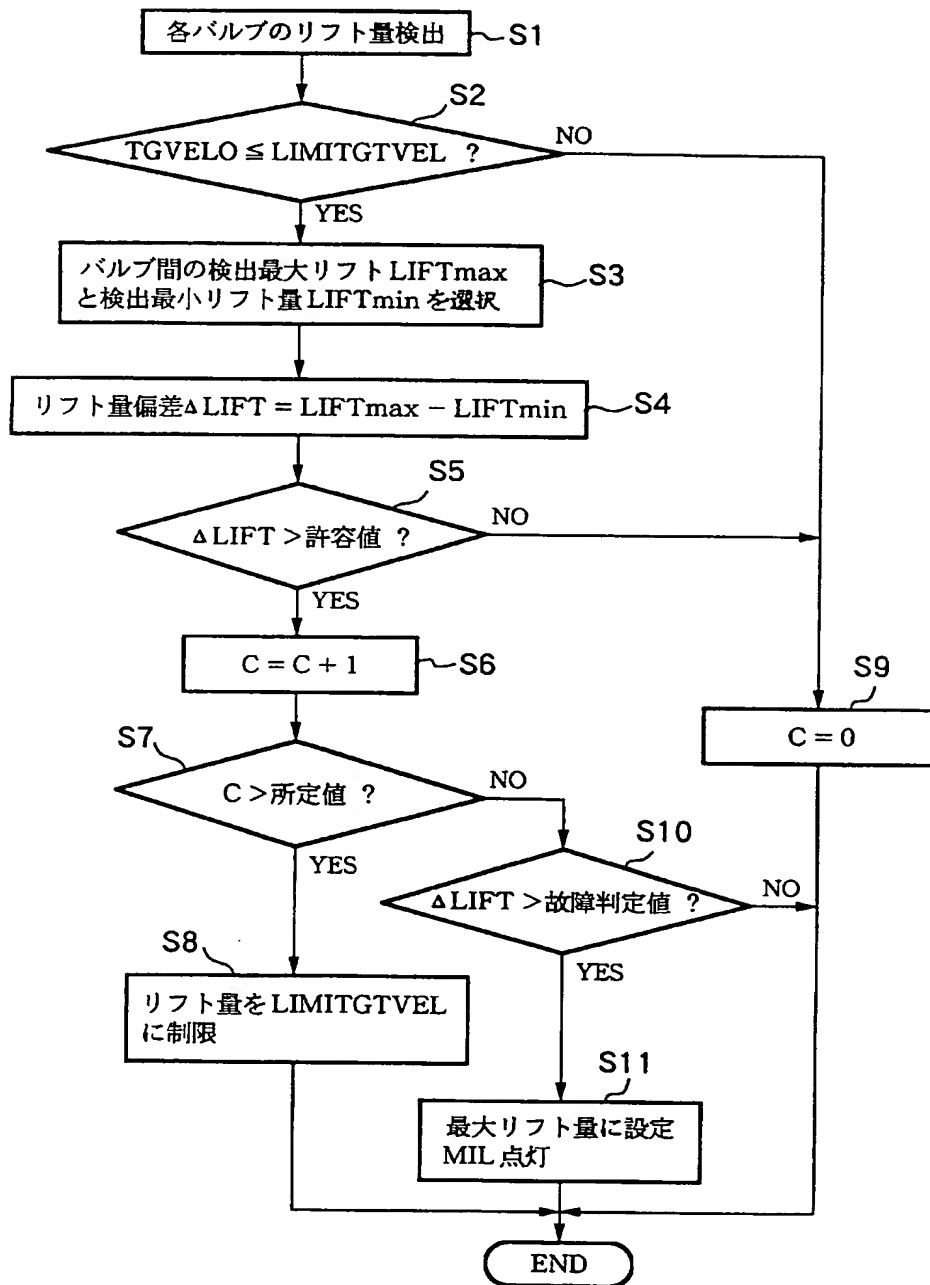 各バルブのリフト量検出
S1
S2
TGVELO ≦ LIMITGTVEL ?
NO
YES
バルブ間の検出最大リフトLIFTmax
と検出最小リフト量LIFTminを選択
S3
リフト量偏差ΔLIFT = LIFTmax − LIFTmin
S4
S5
ΔLIFT > 許容値 ?
NO
YES
C = C + 1
S6
S9
C = 0
S7
C > 所定値 ?
NO
YES
S10
ΔLIFT > 故障判定値 ?
NO
YES
S8
リフト量をLIMITGTVEL
に制限
S11
最大リフト量に設定
MIL点灯
END